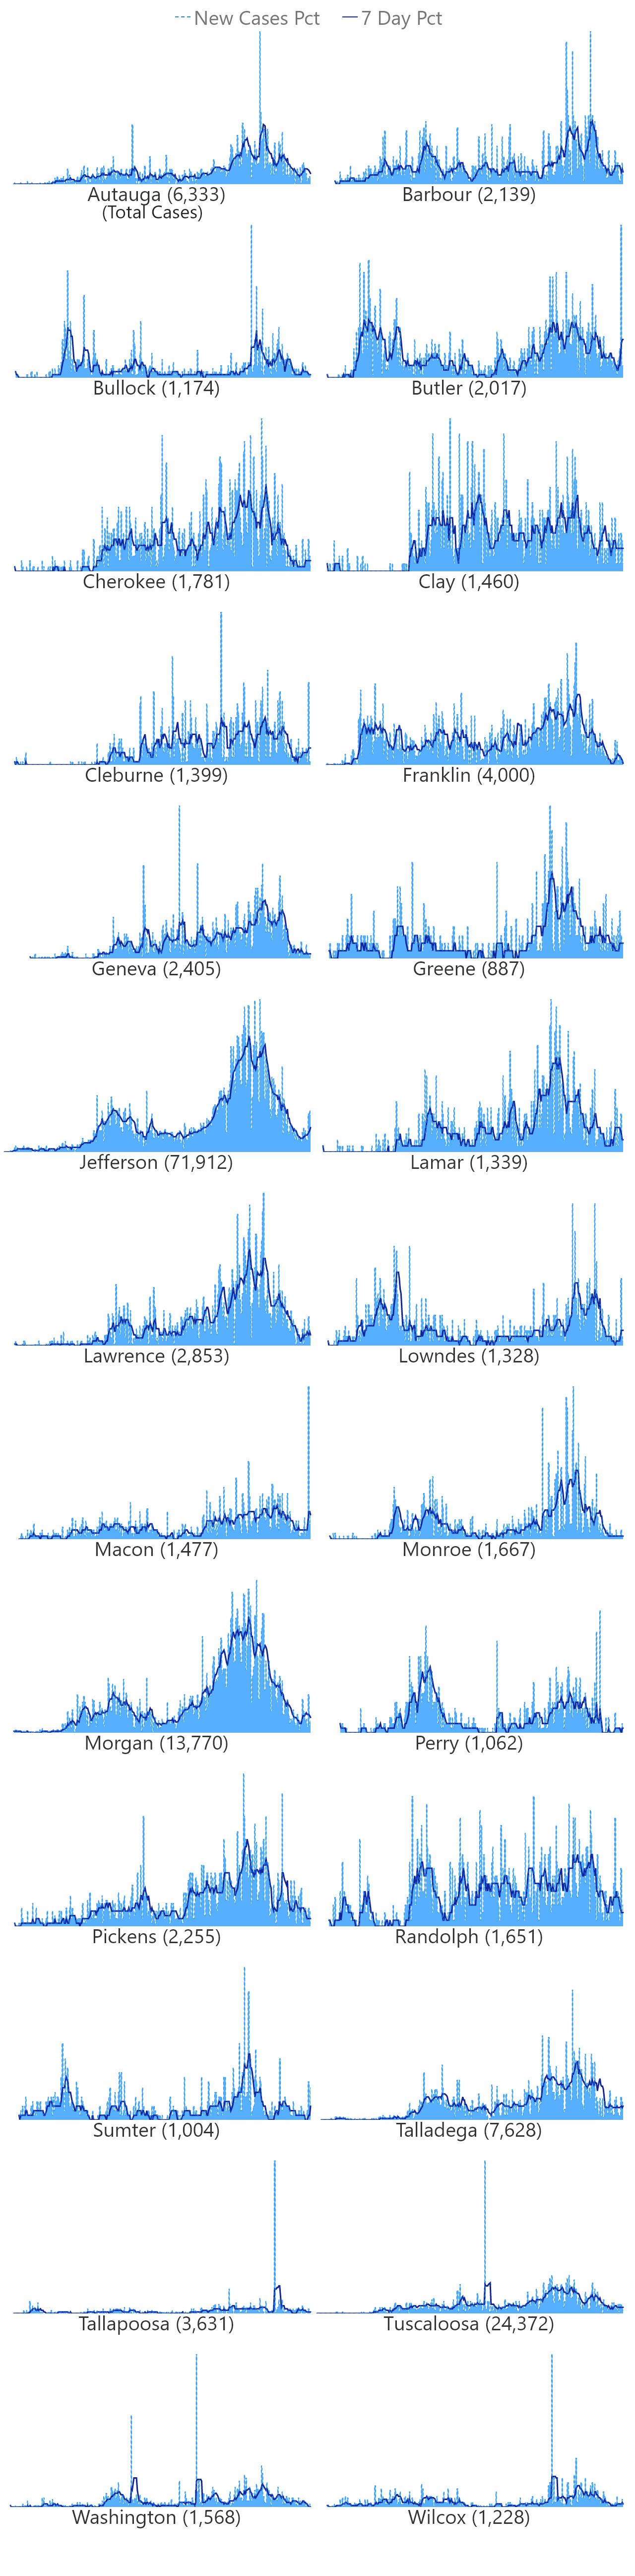 New Cases Pct 7 Day Pct
Autauga (6,333) Barbour (2,139)
(Total Cases)
Bullock (1,174) Butler (2,017)
Cherokee (1,781) Clay (1,460)
Cleburne (1,399) Franklin (4,000)
Geneva (2,405) Greene (887)
Jefferson (71,912) Lamar (1,339)
Lawrence (2,853) Lowndes (1,328)
Macon (1,477) Monroe (1,667)
Morgan (13,770) Perry (1,062)
Pickens (2,255) Randolph (1,651)
Sumter (1,004) Talladega (7,628)
Tallapoosa (3,631) Tuscaloosa (24,372)
Washington (1,568) Wilcox (1,228)